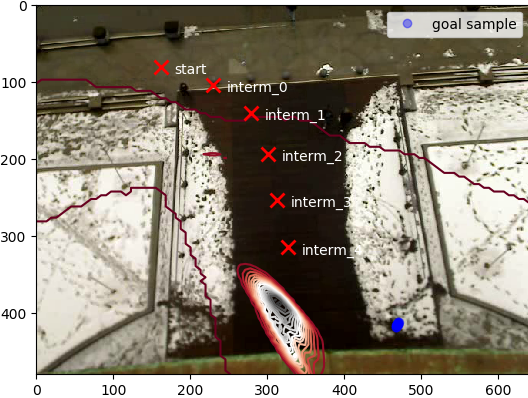 0
100
200
300
400
0
100
200
300
400
500
600
goal sample
start
interm_0
interm_1
interm_2
interm_3
interm_4